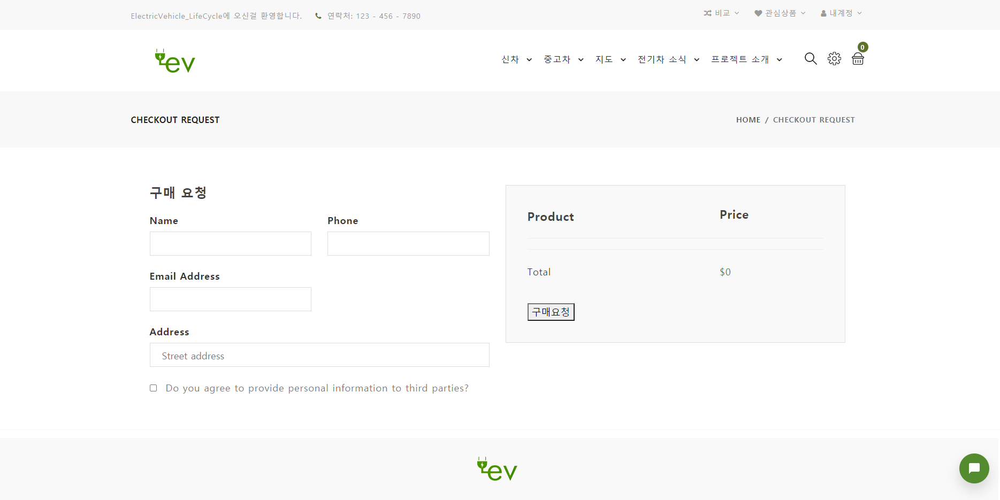 ElectricVehicle_LifeCycle에 오신걸 환영합니다. 연락처: 123 - 456 - 7890 비교 관심상품 내계정
ev 신차 중고차 지도 전기차 소식 프로젝트 소개 0
CHECKOUT REQUEST HOME / CHECKOUT REQUEST
구매 요청
Name Phone
Email Address
Address
Street address
Do you agree to provide personal information to third parties?
Product Price
Total $0
구매요청
ev